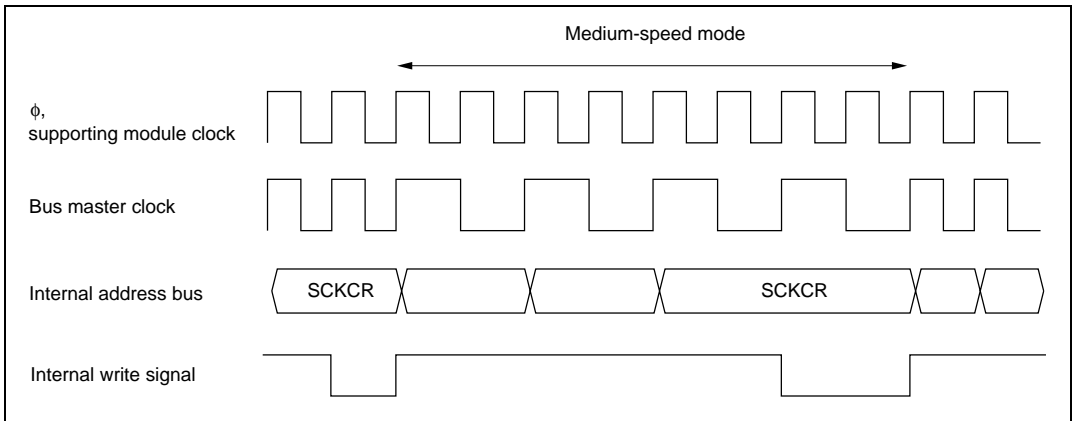 Medium-speed mode
ϕ,
supporting module clock
Bus master clock
Internal address bus
SCKCR
SCKCR
Internal write signal